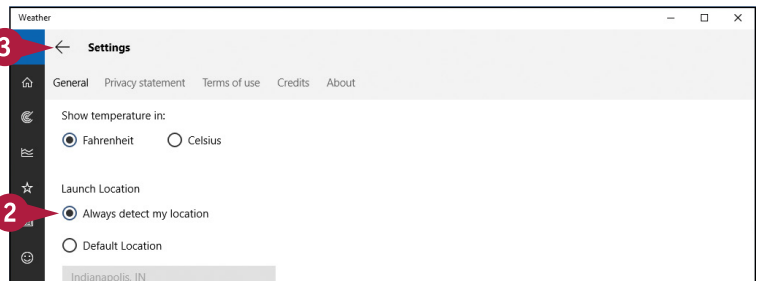 Weather
3
Settings
General Privacy statement Terms of use Credits About
Show temperature in:
Fahrenheit Celsius
Launch Location
2
Always detect my location
Default Location
Indianapolis, IN